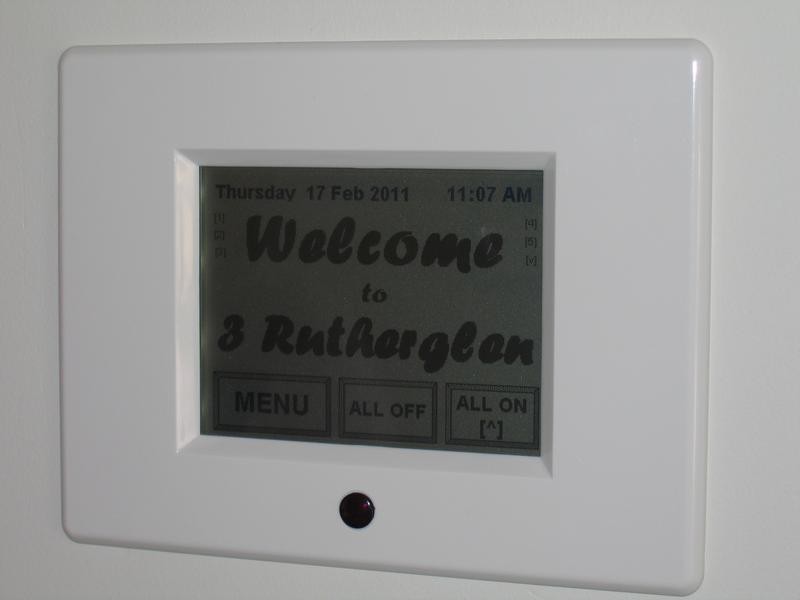 Thursday 17 Feb 2011 11:07 AM
[1] [4]
[2] [5]
[3] [v]
Welcome
to
3 Rutherglen
MENU ALL OFF ALL ON
[^]